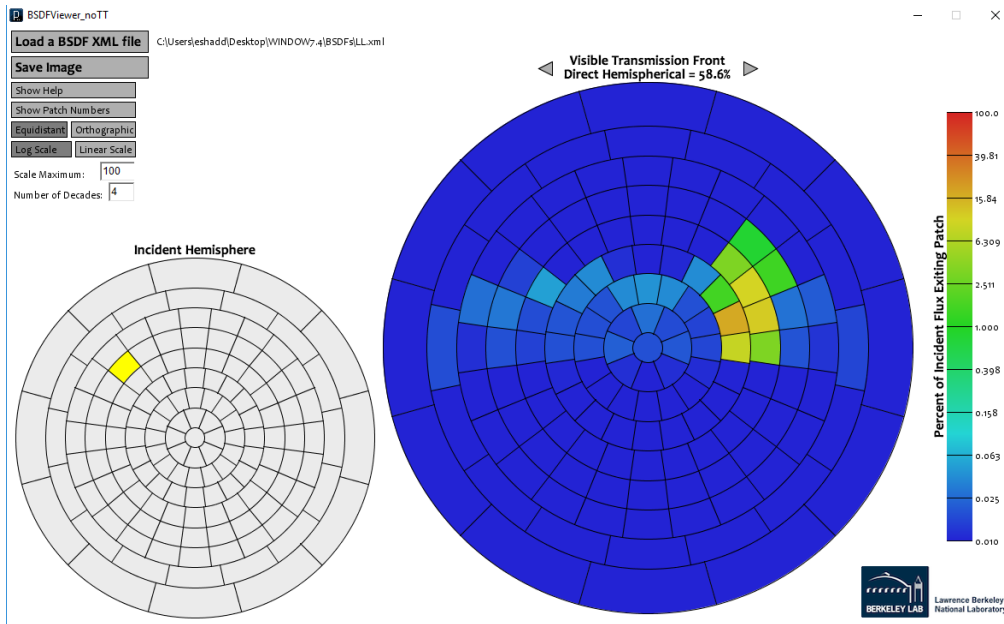 BSDFViewer_noTT
Load a BSDF XML file
C:\Users\eshadd\Desktop\WINDOW7.4\BSDFs\LL.xml
Save Image
Show Help
Show Patch Numbers
Equidistant
Orthographic
Log Scale
Linear Scale
Scale Maximum:
100
Number of Decades:
4
Incident Hemisphere
Visible Transmission Front
Direct Hemispherical = 58.6%
Percent of Incident Flux Exiting Patch
100.0
39.81
15.84
6.309
2.511
1.000
0.398
0.158
0.063
0.025
0.010
BERKELEY LAB
Lawrence Berkeley
National Laboratory